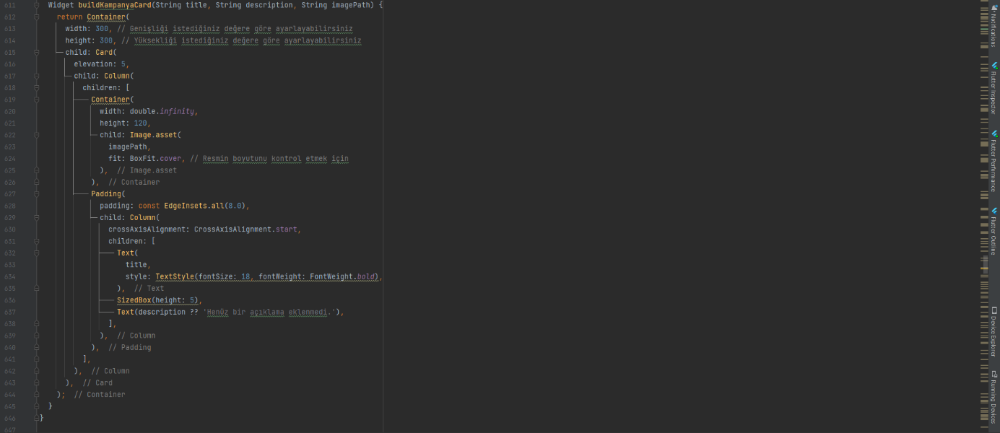 611 Widget buildKampanyaCard(String title, String description, String imagePath) {
612 return Container(
613 width: 300, // Genişliği istediğiniz değere göre ayarlayabilirsiniz
614 height: 300, // Yüksekliği istediğiniz değere göre ayarlayabilirsiniz
615 child: Card(
616 elevation: 5,
617 child: Column(
618 children: [
619 Container(
620 width: double.infinity,
621 height: 120,
622 child: Image.asset(
623 imagePath,
624 fit: BoxFit.cover, // Resmin boyutunu kontrol etmek için
625 ), // Image.asset
626 ), // Container
627 Padding(
628 padding: const EdgeInsets.all(8.0),
629 child: Column(
630 crossAxisAlignment: CrossAxisAlignment.start,
631 children: [
632 Text(
633 title,
634 style: TextStyle(fontSize: 18, fontWeight: FontWeight.bold),
635 ), // Text
636 SizedBox(height: 5),
637 Text(description ?? 'Henüz bir açıklama eklenmedi.'),
638 ],
639 ), // Column
640 ), // Padding
641 ],
642 ), // Column
643 ), // Card
644 ); // Container
645 }
646 }
647
Notifications
Flutter Inspector
Flutter Performance
Flutter Outline
Device Explorer
Running Devices